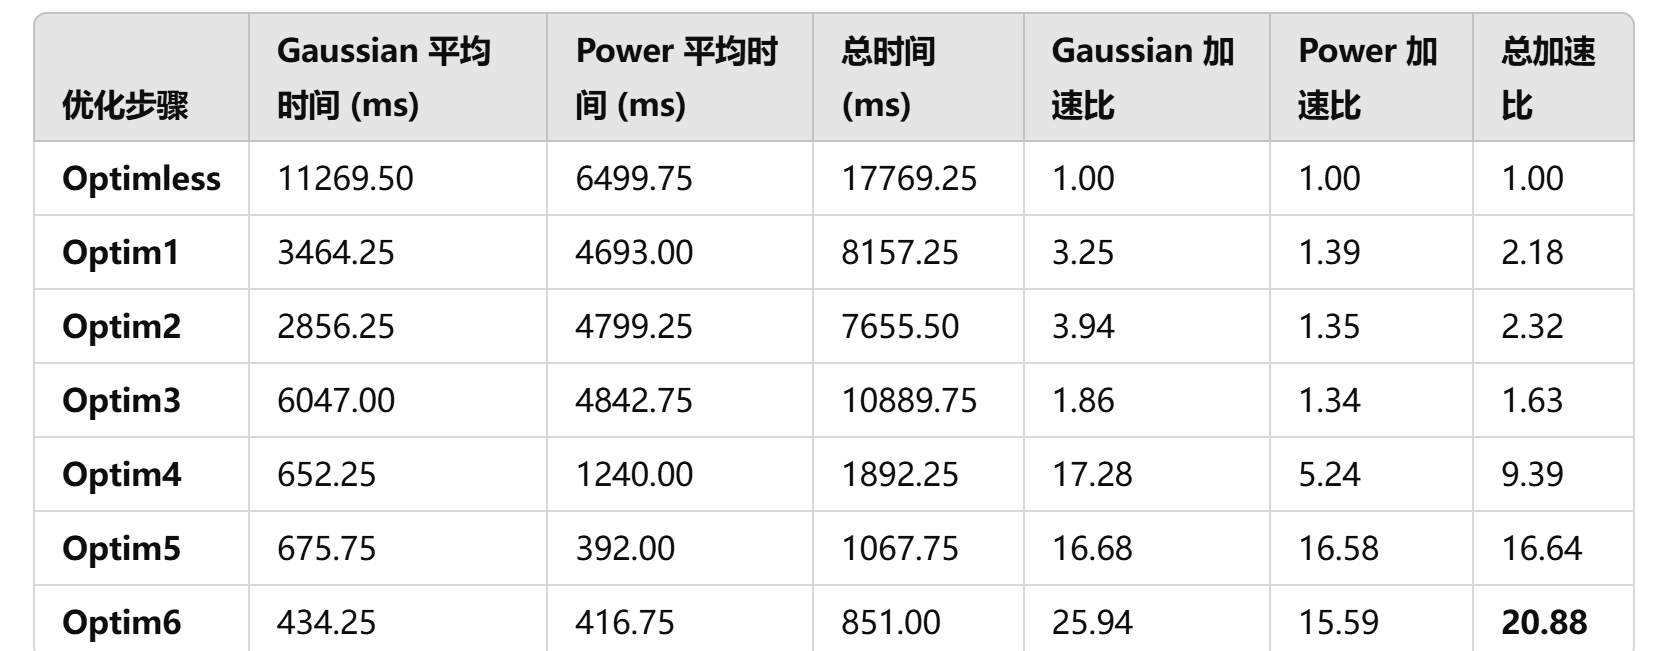 优化步骤 Gaussian 平均时间 (ms) Power 平均时间 (ms) 总时间 (ms) Gaussian 加速比 Power 加速比 总加速比
Optimless 11269.50 6499.75 17769.25 1.00 1.00 1.00
Optim1 3464.25 4693.00 8157.25 3.25 1.39 2.18
Optim2 2856.25 4799.25 7655.50 3.94 1.35 2.32
Optim3 6047.00 4842.75 10889.75 1.86 1.34 1.63
Optim4 652.25 1240.00 1892.25 17.28 5.24 9.39
Optim5 675.75 392.00 1067.75 16.68 16.58 16.64
Optim6 434.25 416.75 851.00 25.94 15.59 20.88